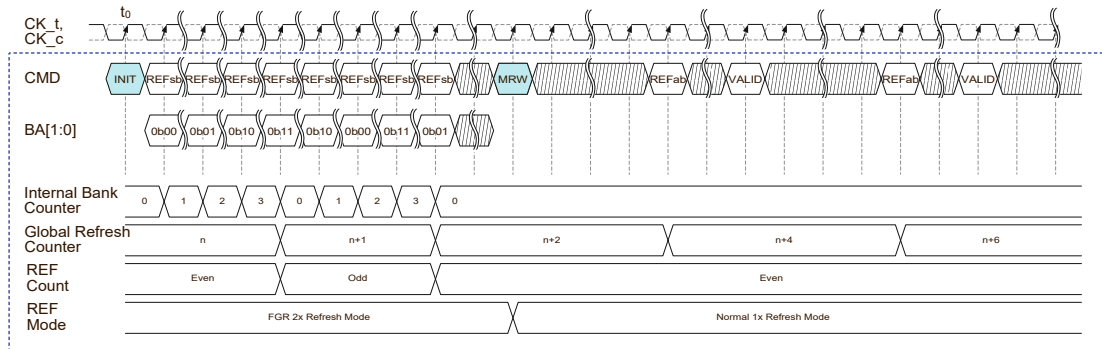 t0
CK_t,
CK_c
CMD INIT REFsb REFsb REFsb REFsb REFsb REFsb REFsb REFsb MRW REFab VALID REFab VALID
BA[1:0] 0b00 0b01 0b10 0b11 0b10 0b00 0b11 0b01
Internal Bank
Counter 0 1 2 3 0 1 2 3 0
Global Refresh
Counter n n+1 n+2 n+4 n+6
REF
Count Even Odd Even
REF
Mode FGR 2x Refresh Mode Normal 1x Refresh Mode